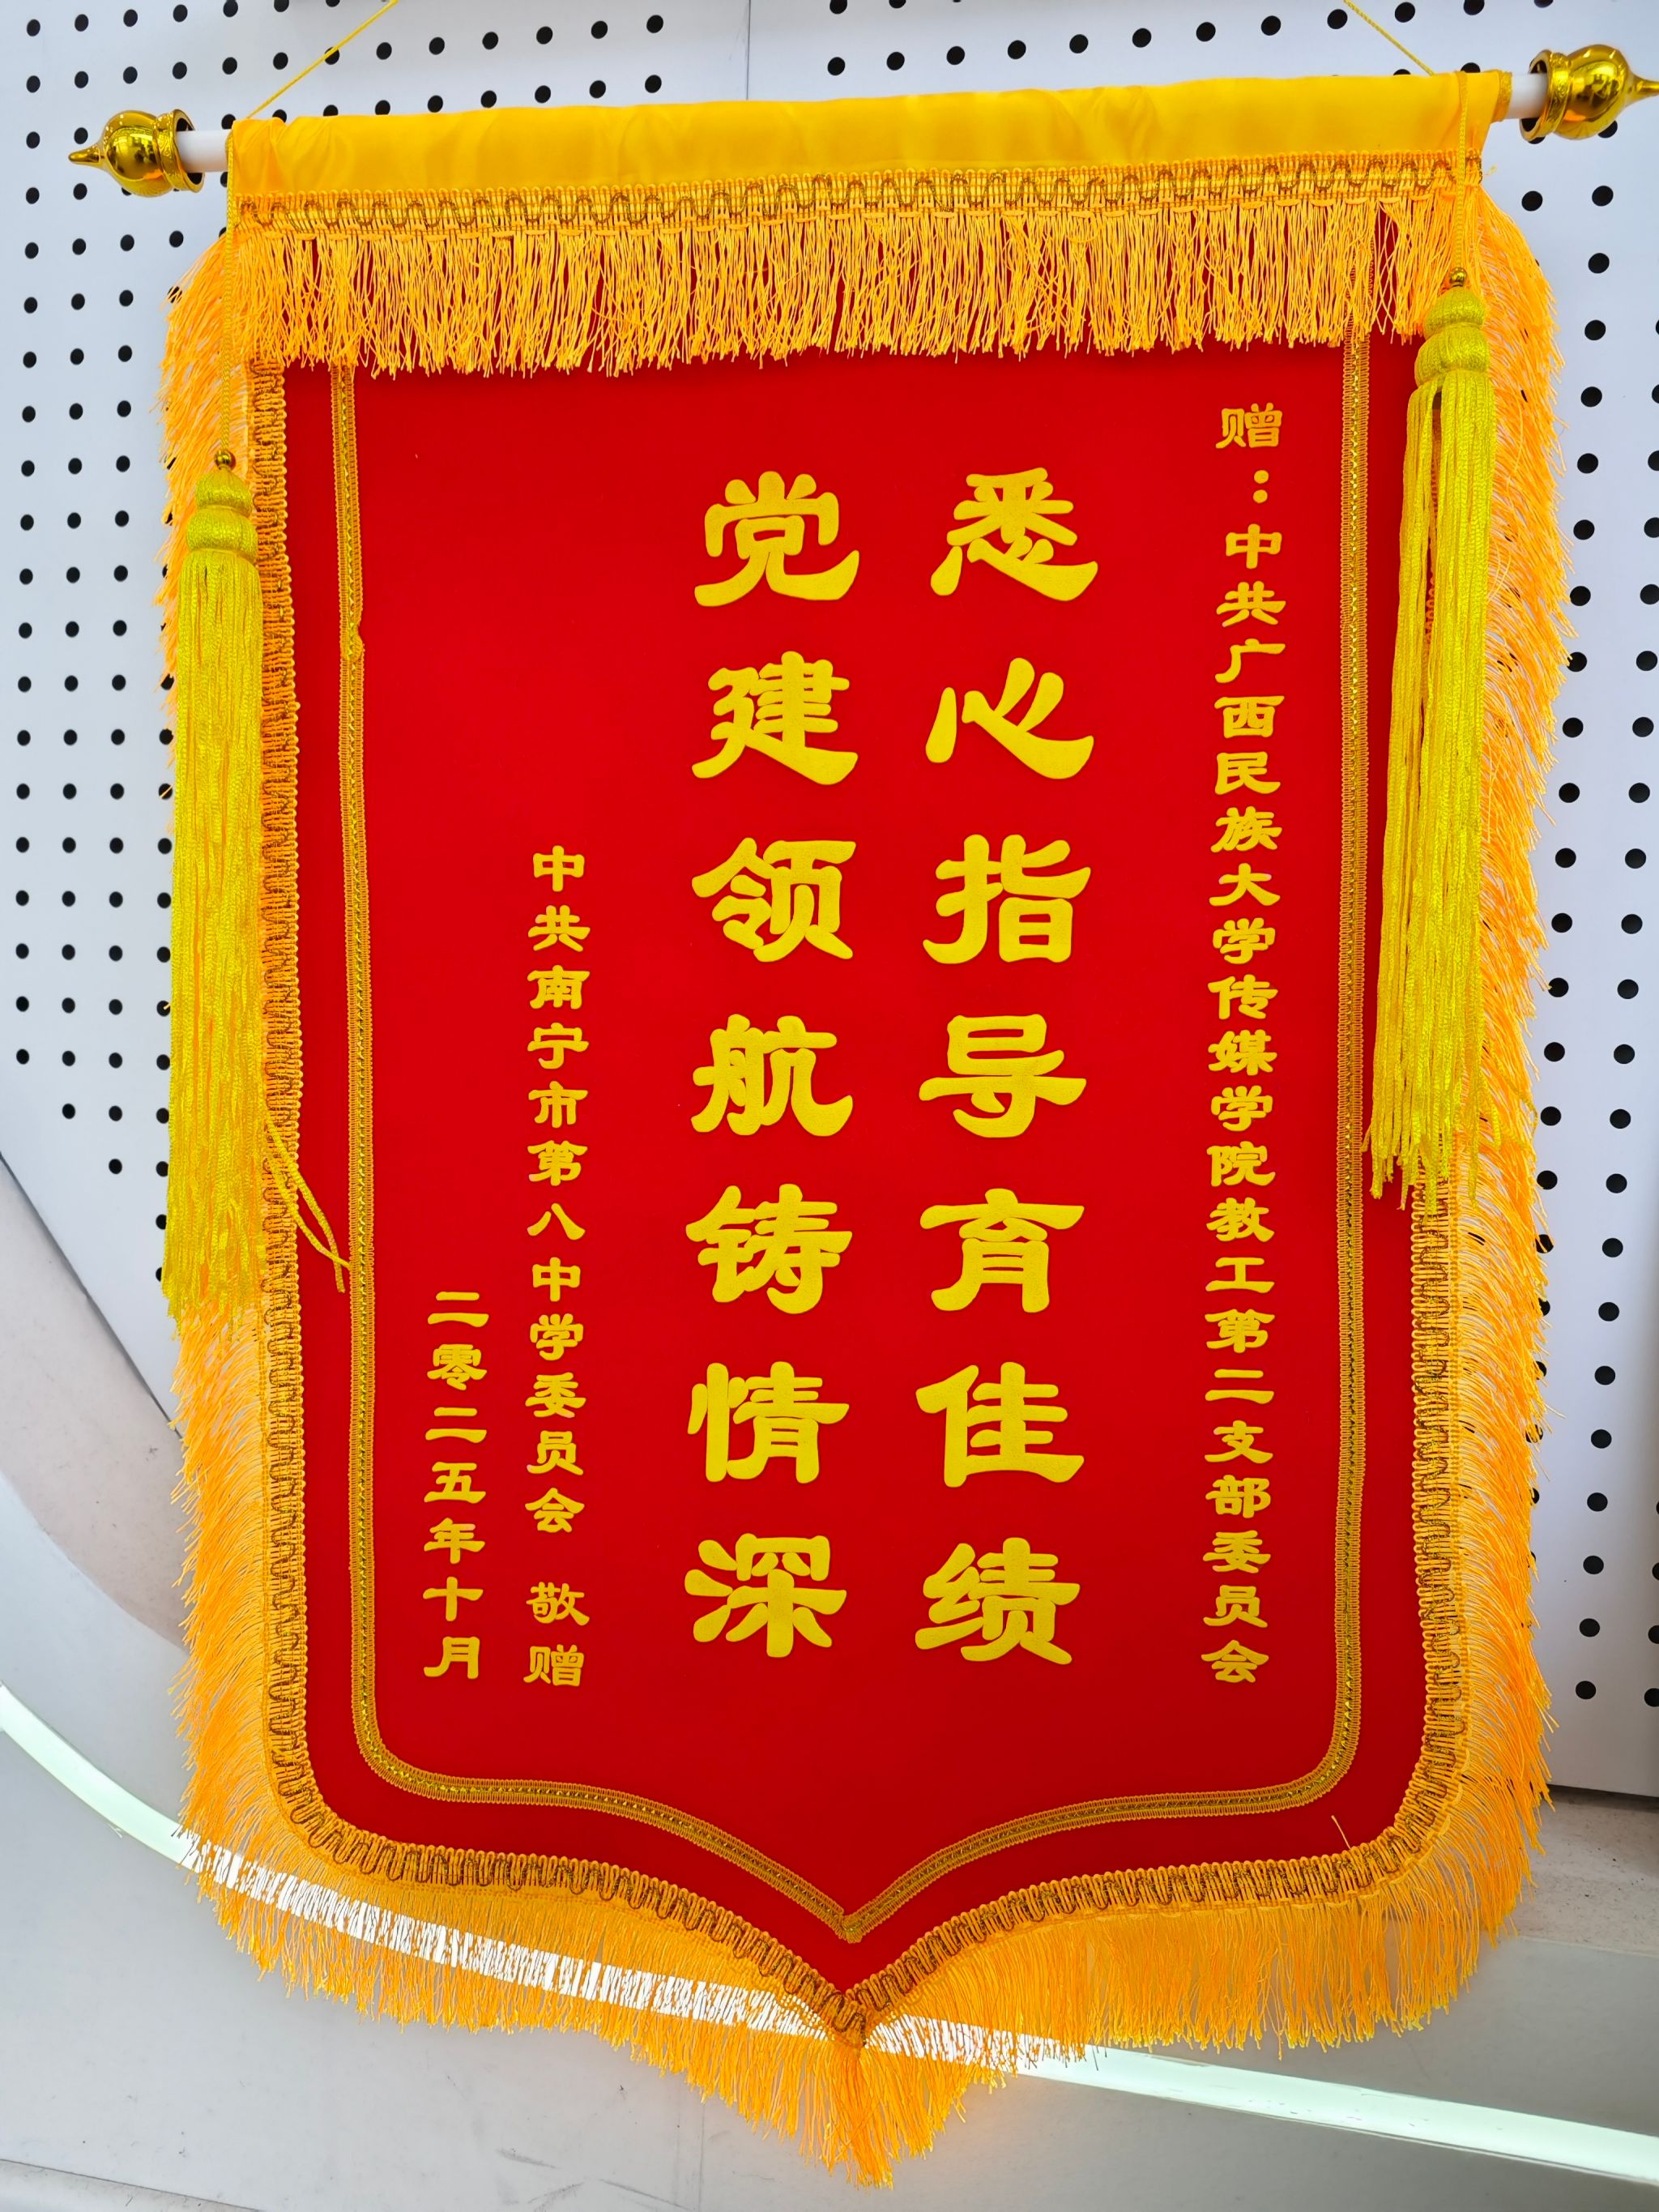 赠：中共广西民族大学传媒学院教工第二支部委员会
悉心指导育佳绩
党建领航铸情深
中共南宁市第八中学委员会 敬赠
二零二五年十月